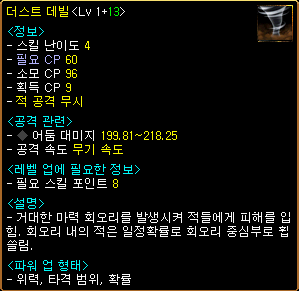 더스트 데빌<Lv 1+13>
<정보>
- 스킬 난이도 4
- 필요 CP 60
- 소모 CP 96
- 획득 CP 9
- 적 공격 무시
<공격 관련>
- ◆ 어둠 대미지 199.81~218.25
- 공격 속도 무기 속도
<레벨 업에 필요한 정보>
- 필요 스킬 포인트 8
<설명>
- 거대한 마력 회오리를 발생시켜 적들에게 피해를 입
힘. 회오리 내의 적은 일정확률로 회오리 중심부로 휩
쓸림.
<파워 업 형태>
- 위력, 타격 범위, 확률